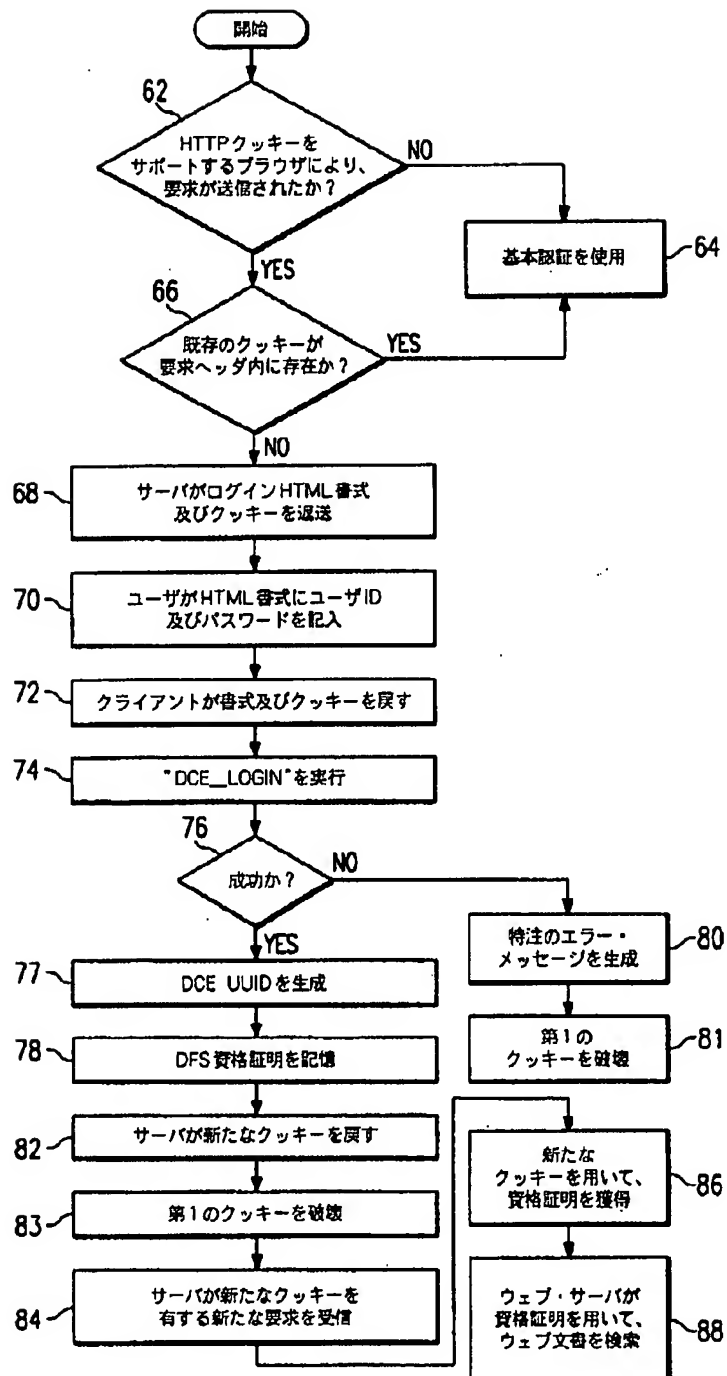 開始
62
HTTPクッキーを
サポートするブラウザにより、
要求が送信されたか?
NO
YES
基本認証を使用
64
66
既存のクッキーが
要求ヘッダ内に存在か?
YES
NO
68
サーバがログインHTML書式
及びクッキーを返送
70
ユーザがHTML書式にユーザID
及びパスワードを記入
72
クライアントが書式及びクッキーを戻す
74
"DCE__LOGIN"を実行
76
成功か?
NO
YES
特注のエラー・
メッセージを生成
80
第1の
クッキーを破壊
81
77
DCE UUIDを生成
78
DFS資格証明を記憶
82
サーバが新たなクッキーを戻す
83
第1のクッキーを破壊
84
サーバが新たなクッキーを
有する新たな要求を受信
新たな
クッキーを用いて、
資格証明を獲得
86
ウェブ・サーバが
資格証明を用いて、
ウェブ文書を検索
88